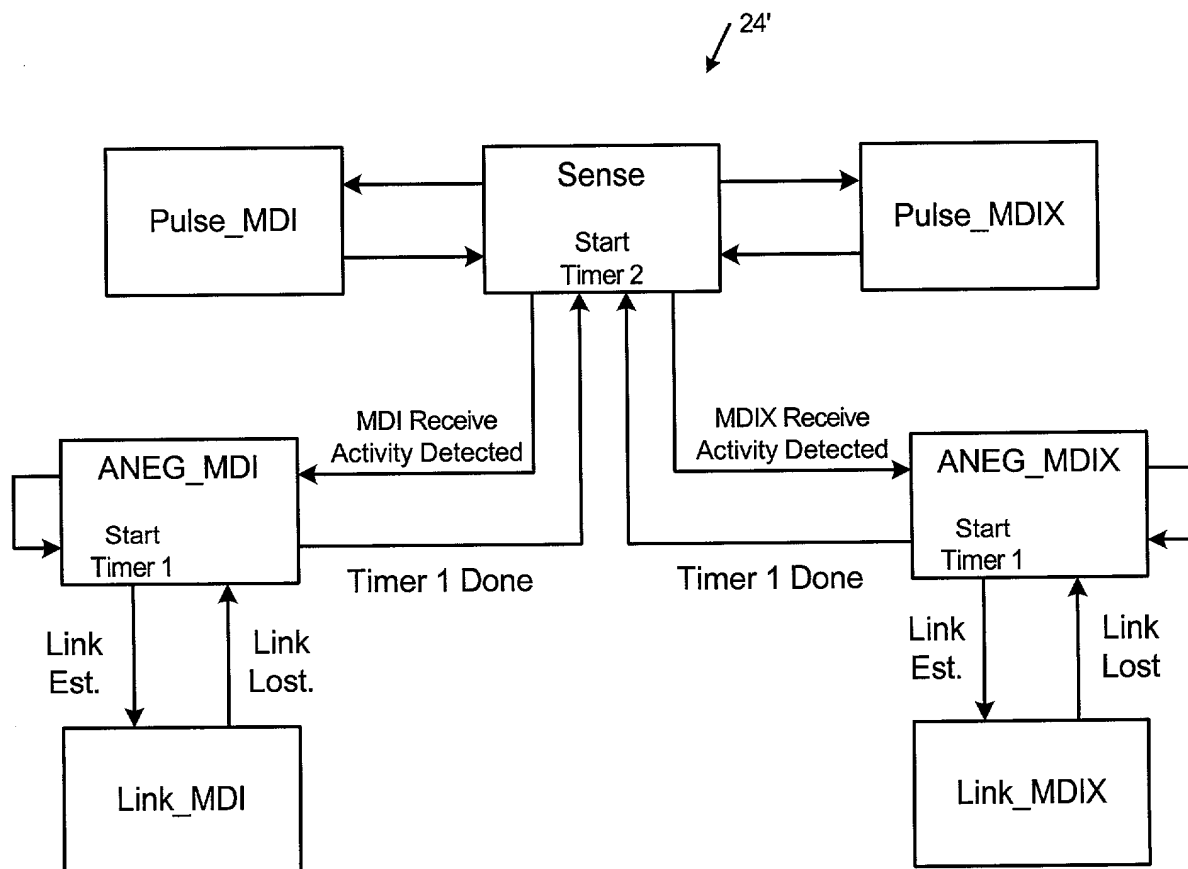 24'
Sense
Pulse_MDI
Pulse_MDIX
Start
Timer 2
MDI Receive
Activity Detected
MDIX Receive
Activity Detected
ANEG_MDI
ANEG_MDIX
Start
Timer 1
Start
Timer 1
Timer 1 Done
Timer 1 Done
Link
Est.
Link
Lost.
Link
Est.
Link
Lost
Link_MDI
Link_MDIX